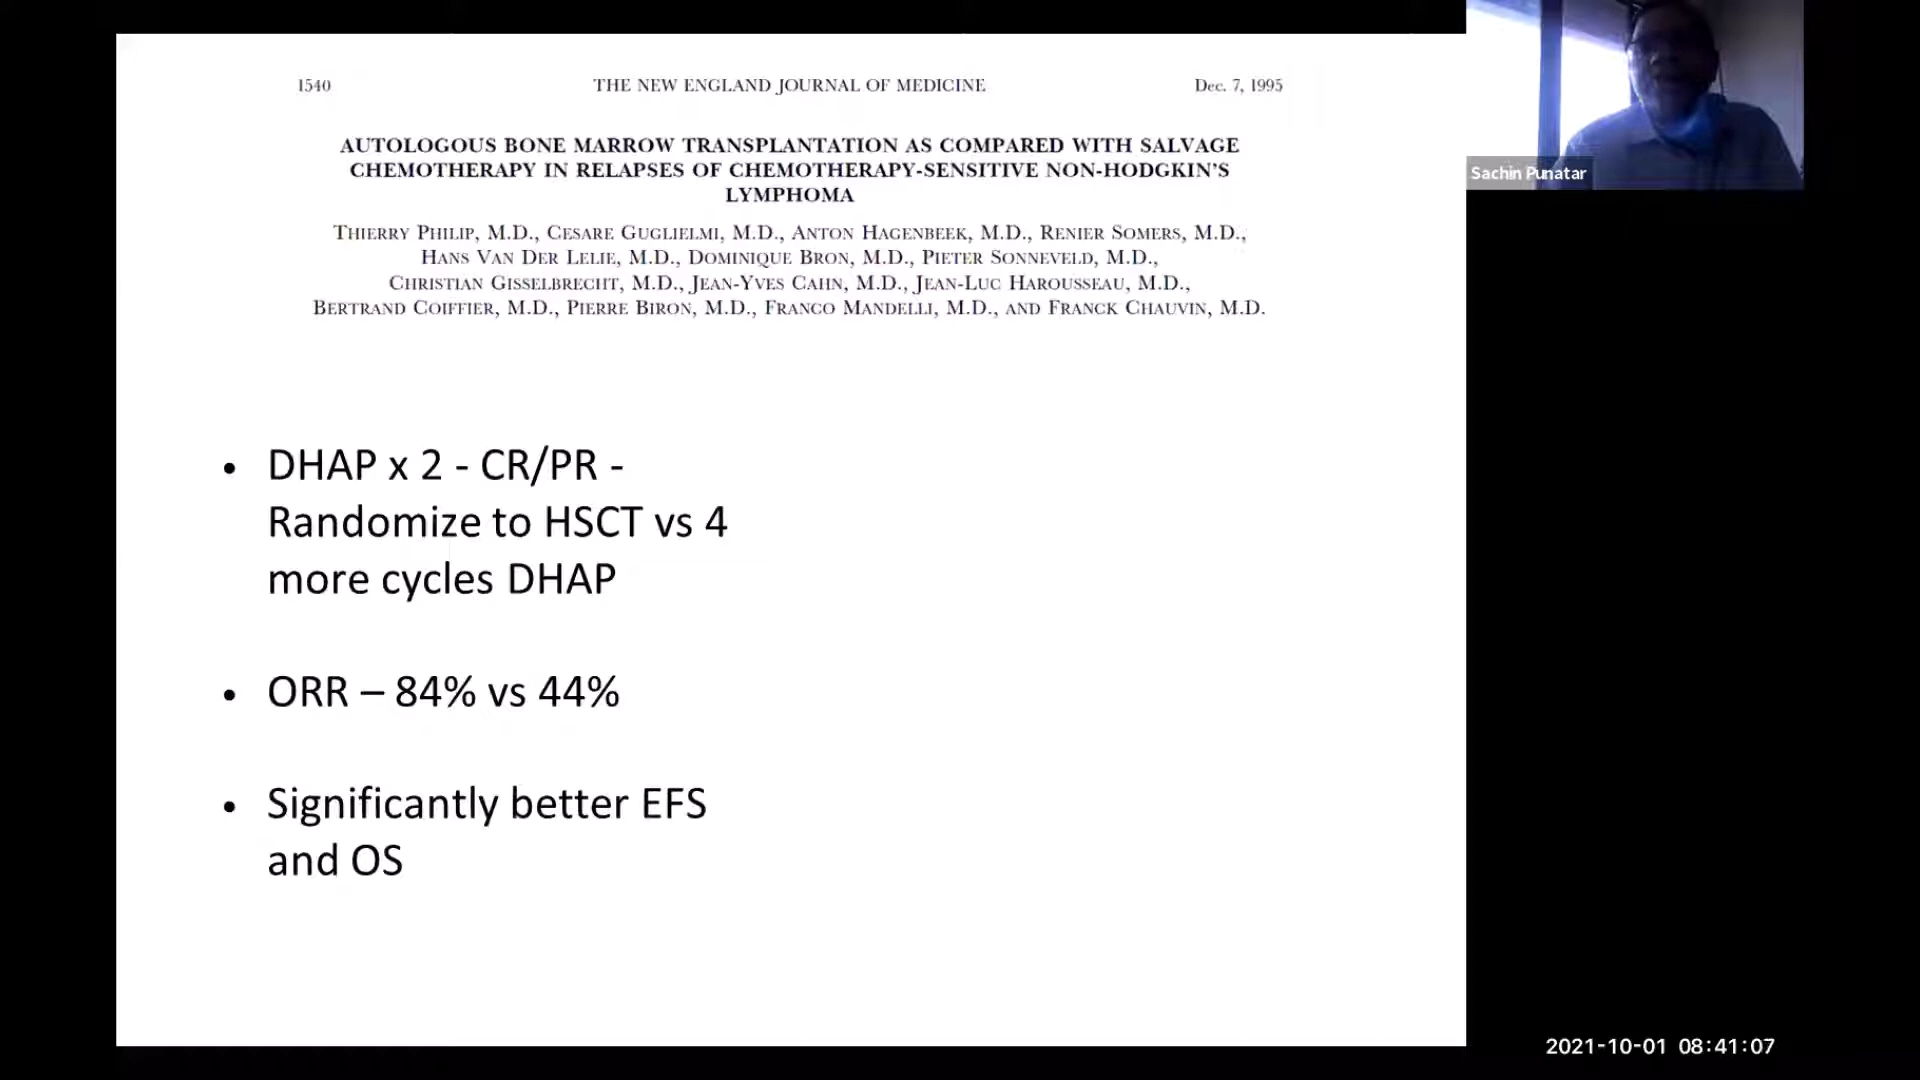 1540 THE NEW ENGLAND JOURNAL OF MEDICINE Dec. 7, 1995
AUTOLOGOUS BONE MARROW TRANSPLANTATION AS COMPARED WITH SALVAGE
CHEMOTHERAPY IN RELAPSES OF CHEMOTHERAPY-SENSITIVE NON-HODGKIN'S
LYMPHOMA
THIERRY PHILIP, M.D., CESARE GUGLIELMI, M.D., ANTON HAGENBEEK, M.D., RENIER SOMERS, M.D.,
HANS VAN DER LELIE, M.D., DOMINIQUE BRON, M.D., PIETER SONNEVELD, M.D.,
CHRISTIAN GISSELBRECHT, M.D., JEAN-YVES CAHN, M.D., JEAN-LUC HAROUSSEAU, M.D.,
BERTRAND COIFFIER, M.D., PIERRE BIRON, M.D., FRANCO MANDELLI, M.D., AND FRANCK CHAUVIN, M.D.
Sachin Punatar
• DHAP x 2 - CR/PR -
Randomize to HSCT vs 4
more cycles DHAP
• ORR – 84% vs 44%
• Significantly better EFS
and OS
2021-10-01 08:41:07